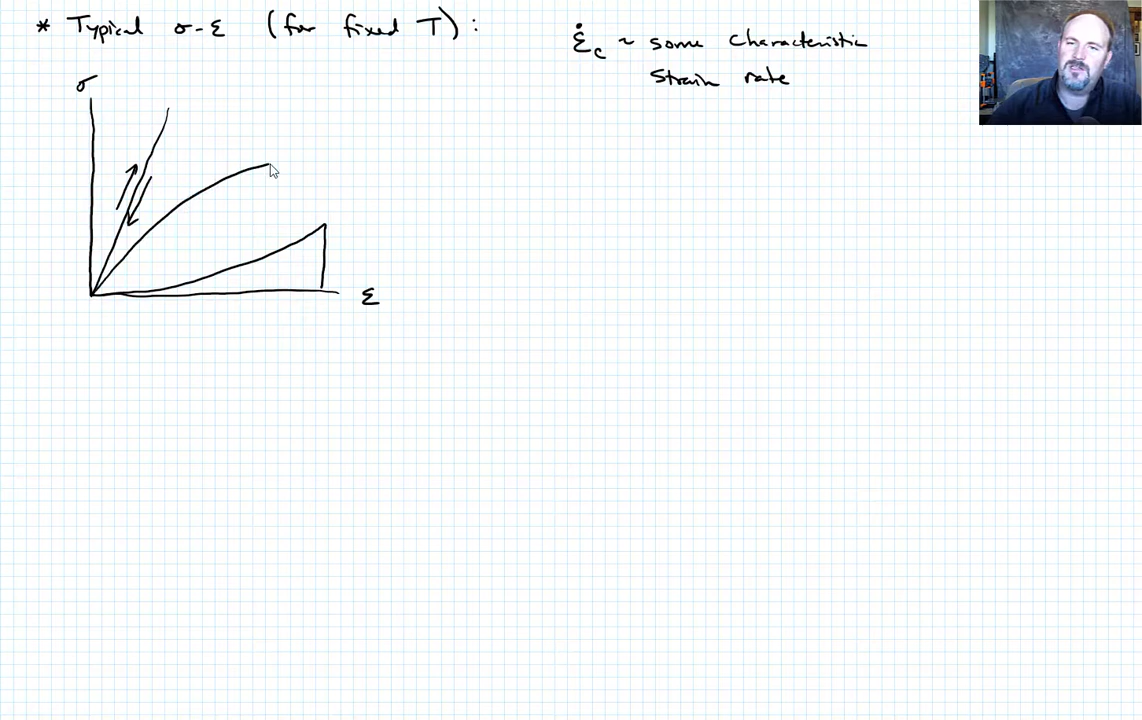 * Typical σ-ε (for fixed T):
ε̇c ~ some characteristic
strain rate
σ
ε